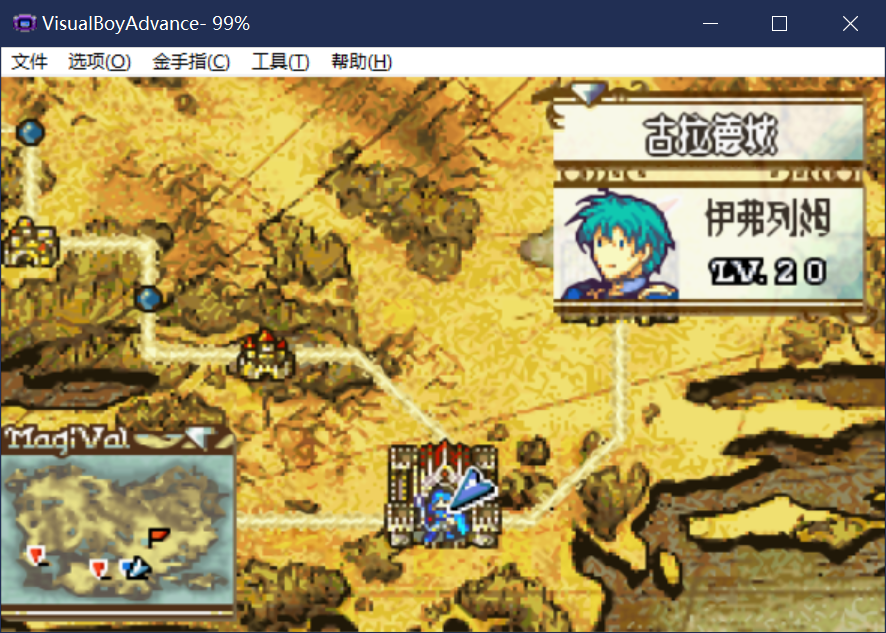 VisualBoyAdvance- 99%
文件 选项(O) 金手指(C) 工具(T) 帮助(H)
古拉德城
伊弗列姆
LV. 20
MagiVal